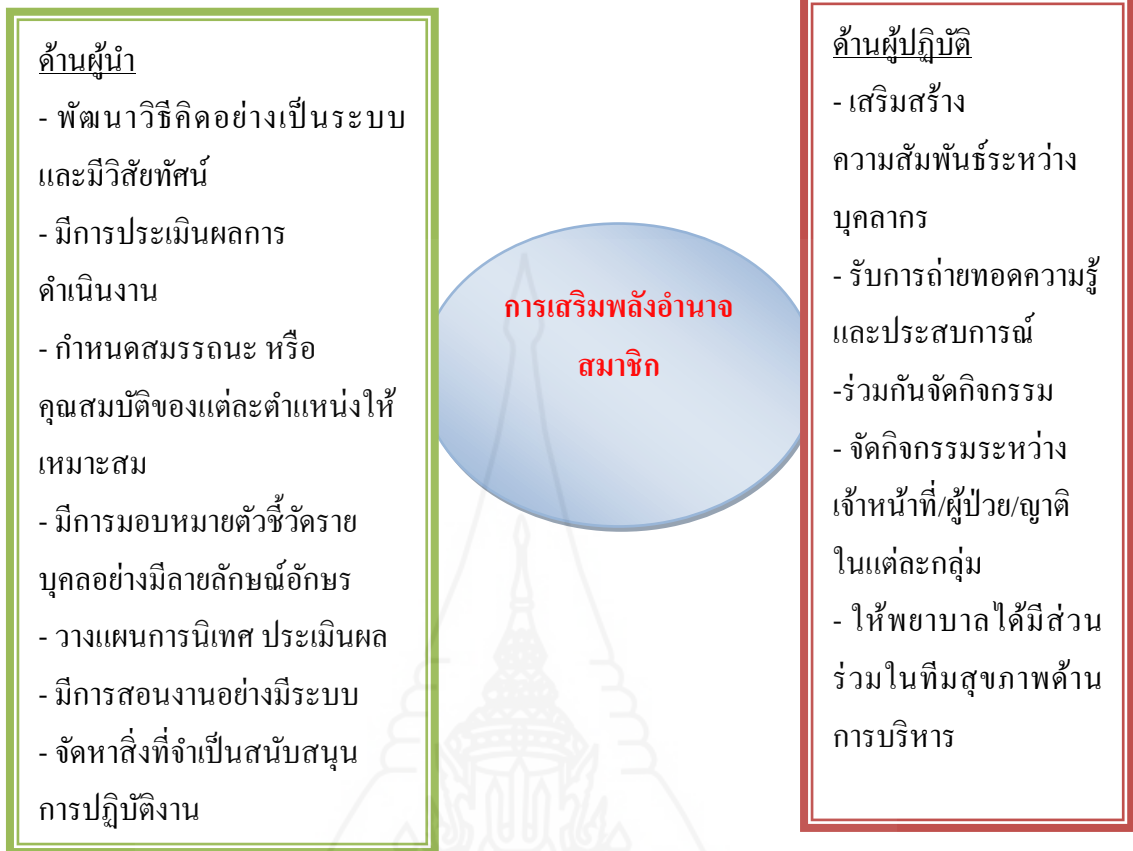 ด้านผู้นำ
- พัฒนาวิธีคิดอย่างเป็นระบบ
และมีวิสัยทัศน์
- มีการประเมินผลการ
ดำเนินงาน
- กำหนดสมรรถนะ หรือ
คุณสมบัติของแต่ละตำแหน่งให้
เหมาะสม
- มีการมอบหมายตัวชี้วัดราย
บุคลอย่างมีลายลักษณ์อักษร
- วางแผนการนิเทศ ประเมินผล
- มีการสอนงานอย่างมีระบบ
- จัดหาสิ่งที่จำเป็นสนับสนุน
การปฏิบัติงาน
การเสริมพลังอำนาจ
สมาชิก
ด้านผู้ปฏิบัติ
- เสริมสร้าง
ความสัมพันธ์ระหว่าง
บุคลากร
- รับการถ่ายทอดความรู้
และประสบการณ์
-ร่วมกันจัดกิจกรรม
- จัดกิจกรรมระหว่าง
เจ้าหน้าที่/ผู้ป่วย/ญาติ
ในแต่ละกลุ่ม
- ให้พยาบาลได้มีส่วน
ร่วมในทีมสุขภาพด้าน
การบริหาร